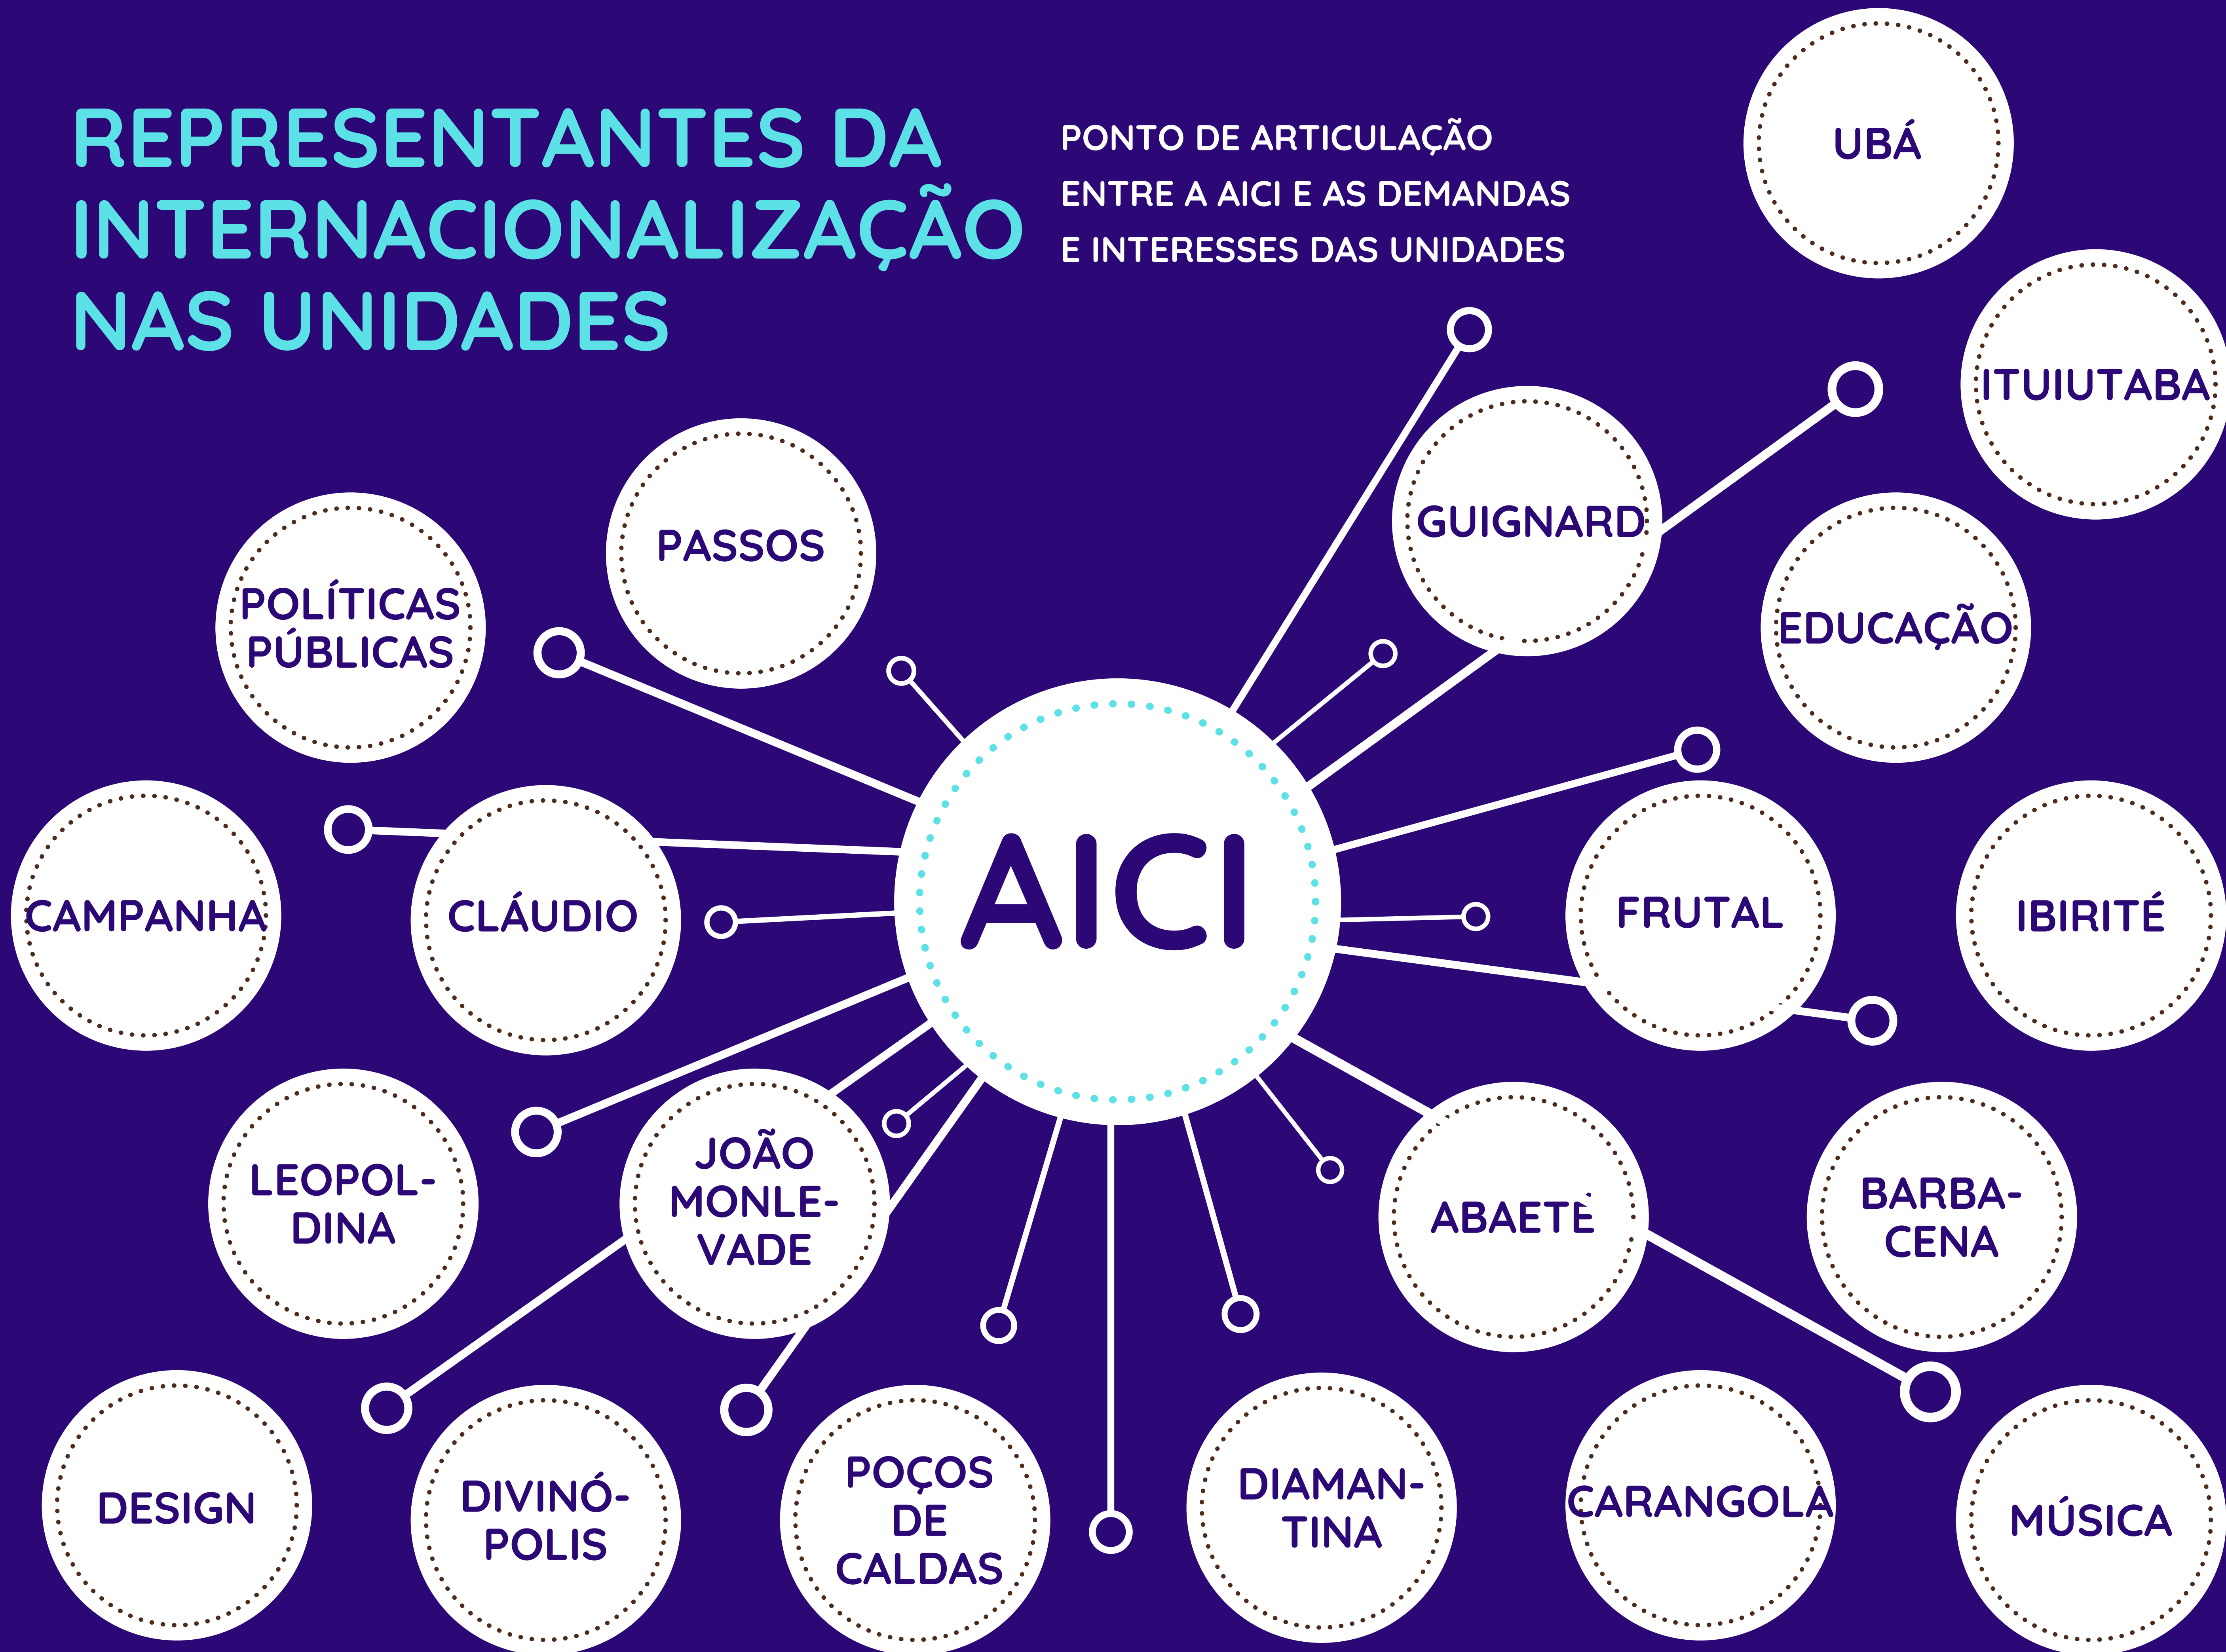 REPRESENTANTES DA
INTERNACIONALIZAÇÃO
NAS UNIDADES
PONTO DE ARTICULAÇÃO
ENTRE A AICI E AS DEMANDAS
E INTERESSES DAS UNIDADES
UBÁ
ITUIUTABA
GUIGNARD
PASSOS
POLÍTICAS
PÚBLICAS
EDUCAÇÃO
AICI
CAMPANHA
CLÁUDIO
FRUTAL
IBIRITÉ
LEOPOL-
DINA
JOÃO
MONLE-
VADE
ABAETÉ
BARBA-
CENA
DESIGN
DIVINÓ-
POLIS
POÇOS
DE
CALDAS
DIAMAN-
TINA
CARANGOLA
MÚSICA